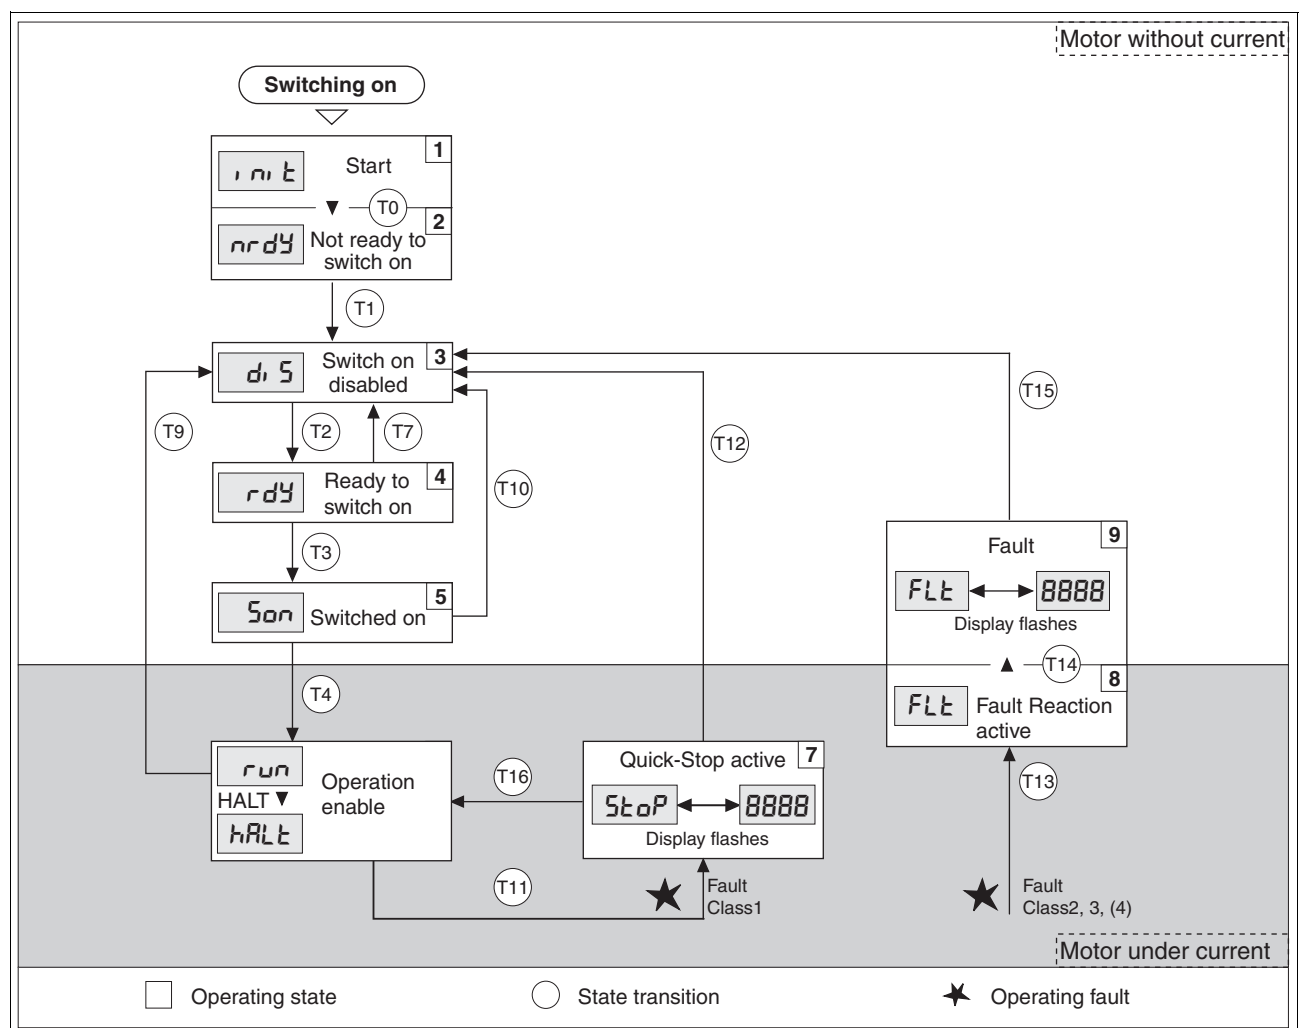 Motor without current
Switching on
1
init
Start
T0
2
nrdY
Not ready to
switch on
T1
3
diS
Switch on
disabled
T9
T2
T7
T12
T15
4
rdY
Ready to
switch on
T10
T3
5
Son
Switched on
9
Fault
FLt
8888
Display flashes
T14
8
FLt
Fault Reaction
active
T4
run
HALT
hALt
Operation
enable
T16
7
Quick-Stop active
StoP
8888
Display flashes
T13
T11
Fault
Class1
Fault
Class2, 3, (4)
Motor under current
Operating state
State transition
Operating fault